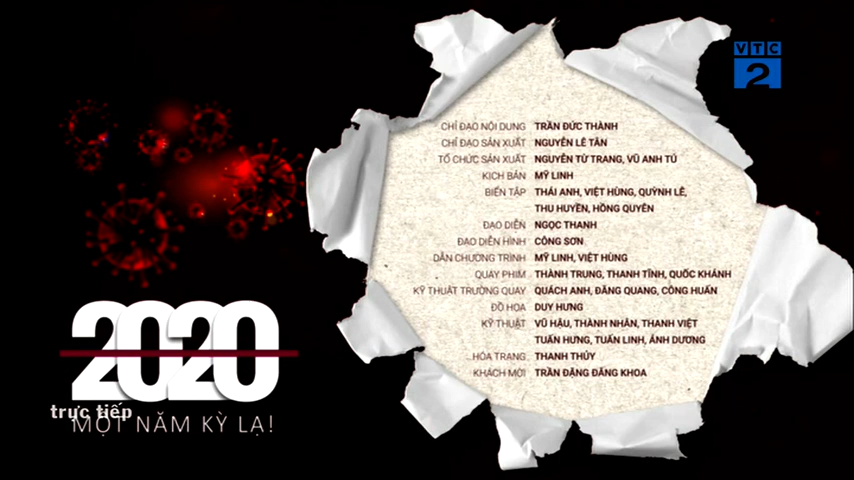 VTC
2
CHỈ ĐẠO NỘI DUNG TRẦN ĐỨC THÀNH
CHỈ ĐẠO SẢN XUẤT NGUYỄN LÊ TÂN
TỔ CHỨC SẢN XUẤT NGUYỄN TỪ TRANG, VŨ ANH TÚ
KỊCH BẢN MỸ LINH
BIÊN TẬP THÁI ANH, VIỆT HÙNG, QUỲNH LÊ,
THU HUYỀN, HỒNG QUYÊN
ĐẠO DIỄN NGỌC THANH
ĐẠO DIỄN HÌNH CÔNG SƠN
DẪN CHƯƠNG TRÌNH MỸ LINH, VIỆT HÙNG
QUAY PHIM THÀNH TRUNG, THANH TĨNH, QUỐC KHÁNH
KỸ THUẬT TRƯỜNG QUAY QUÁCH ANH, ĐĂNG QUANG, CÔNG HUẤN
ĐỒ HỌA DUY HƯNG
KỸ THUẬT VŨ HẬU, THÀNH NHÂN, THANH VIỆT
TUẤN HƯNG, TUẤN LINH, ÁNH DƯƠNG
HÓA TRANG THANH THỦY
KHÁCH MỜI TRẦN ĐẶNG ĐĂNG KHOA
2020
trực tiếp
MỘT NĂM KỲ LẠ!